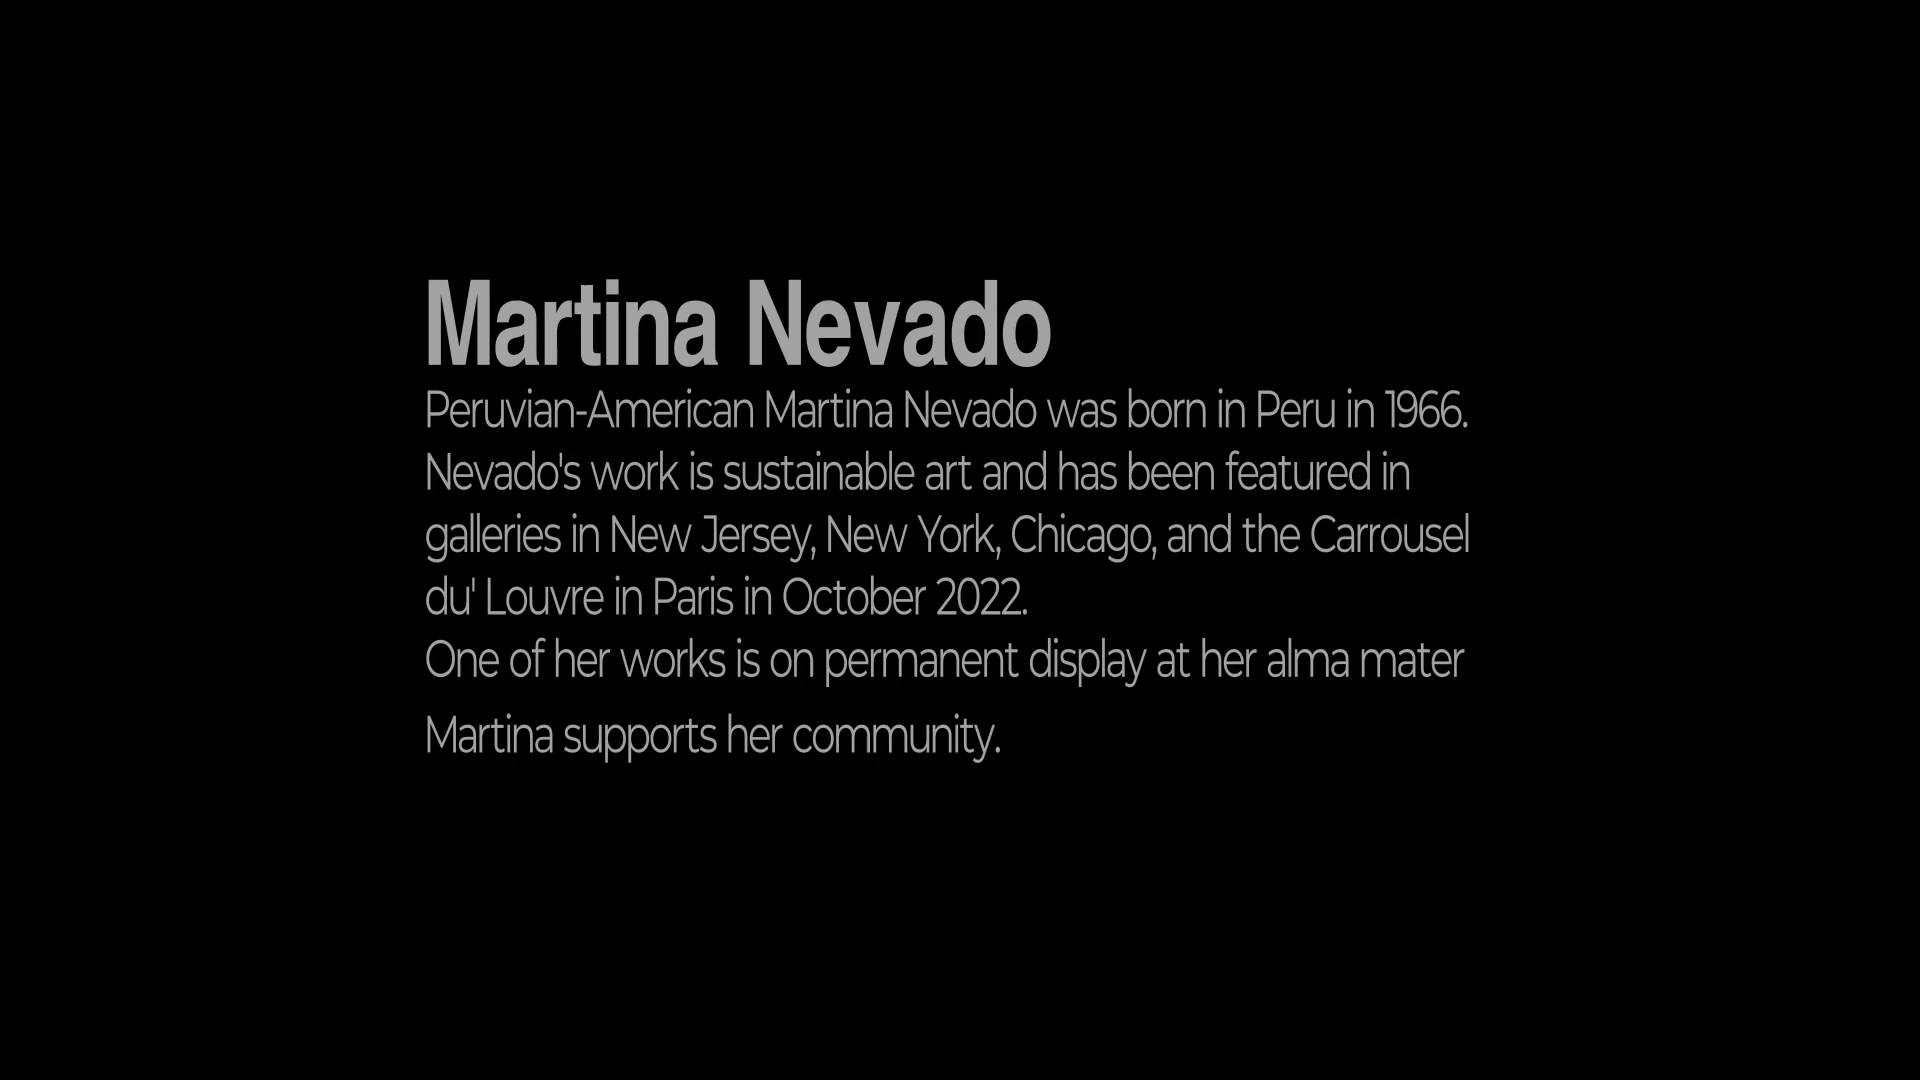 Martina Nevado
Peruvian-American Martina Nevado was born in Peru in 1966.
Nevado's work is sustainable art and has been featured in
galleries in New Jersey, New York, Chicago, and the Carrousel
du' Louvre in Paris in October 2022.
One of her works is on permanent display at her alma mater
Martina supports her community.